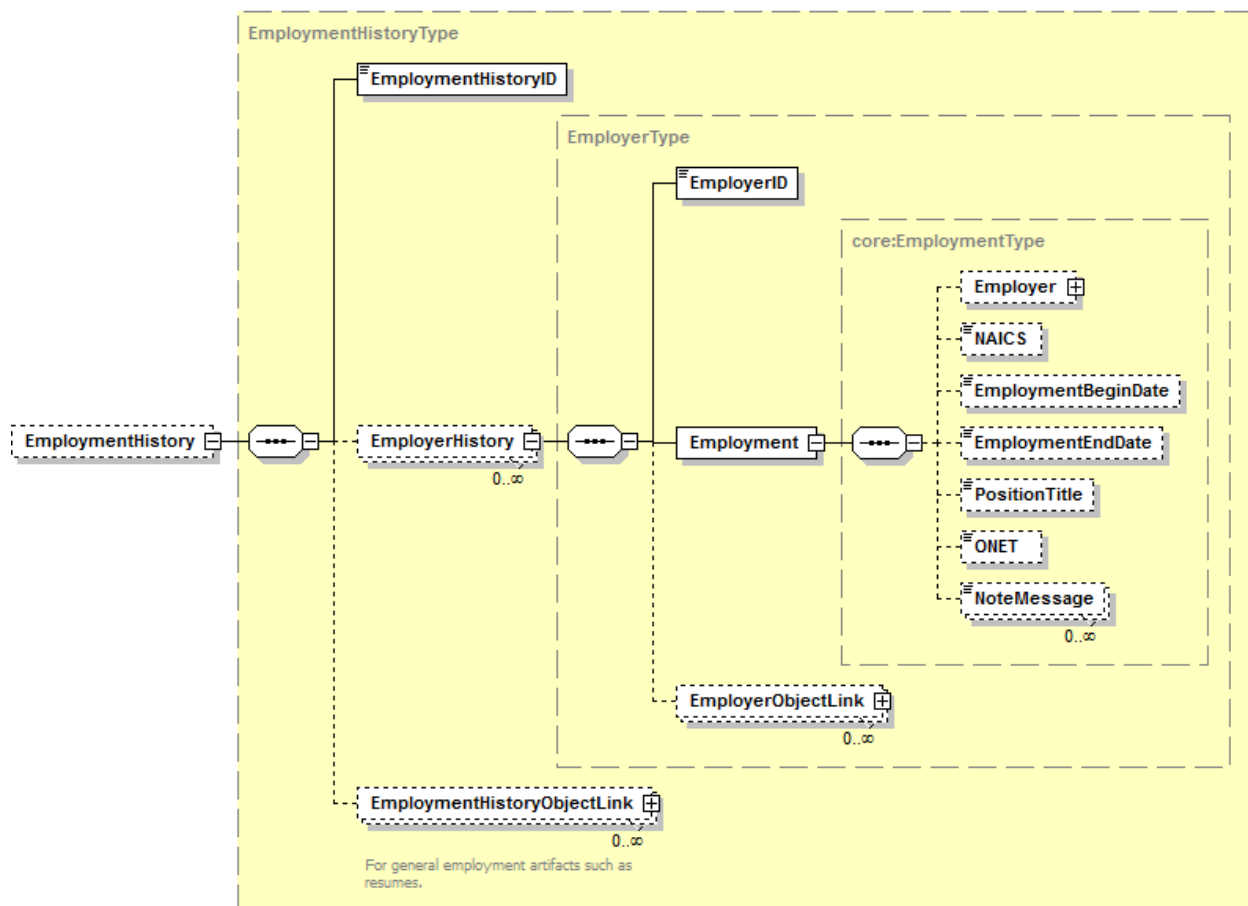 EmploymentHistoryType
EmploymentHistoryID
EmployerType
EmployerID
core:EmploymentType
Employer
NAICS
EmploymentBeginDate
EmploymentHistory
EmployerHistory
0..∞
Employment
EmploymentEndDate
PositionTitle
ONET
NoteMessage
0..∞
EmployerObjectLink
0..∞
EmploymentHistoryObjectLink
0..∞
For general employment artifacts such as
resumes.